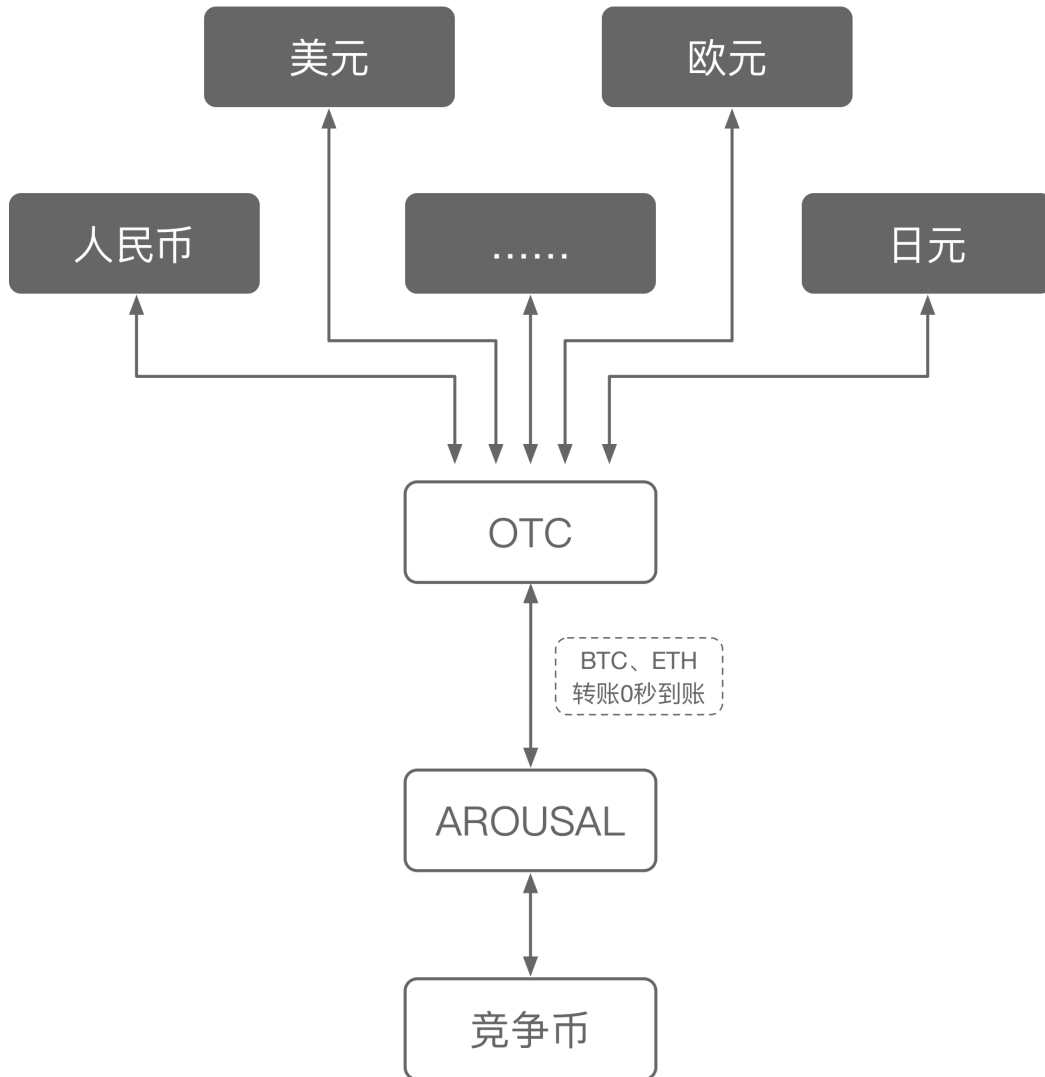 美元
欧元
人民币
......
日元
OTC
BTC、ETH
转账0秒到账
AROUSAL
竞争币